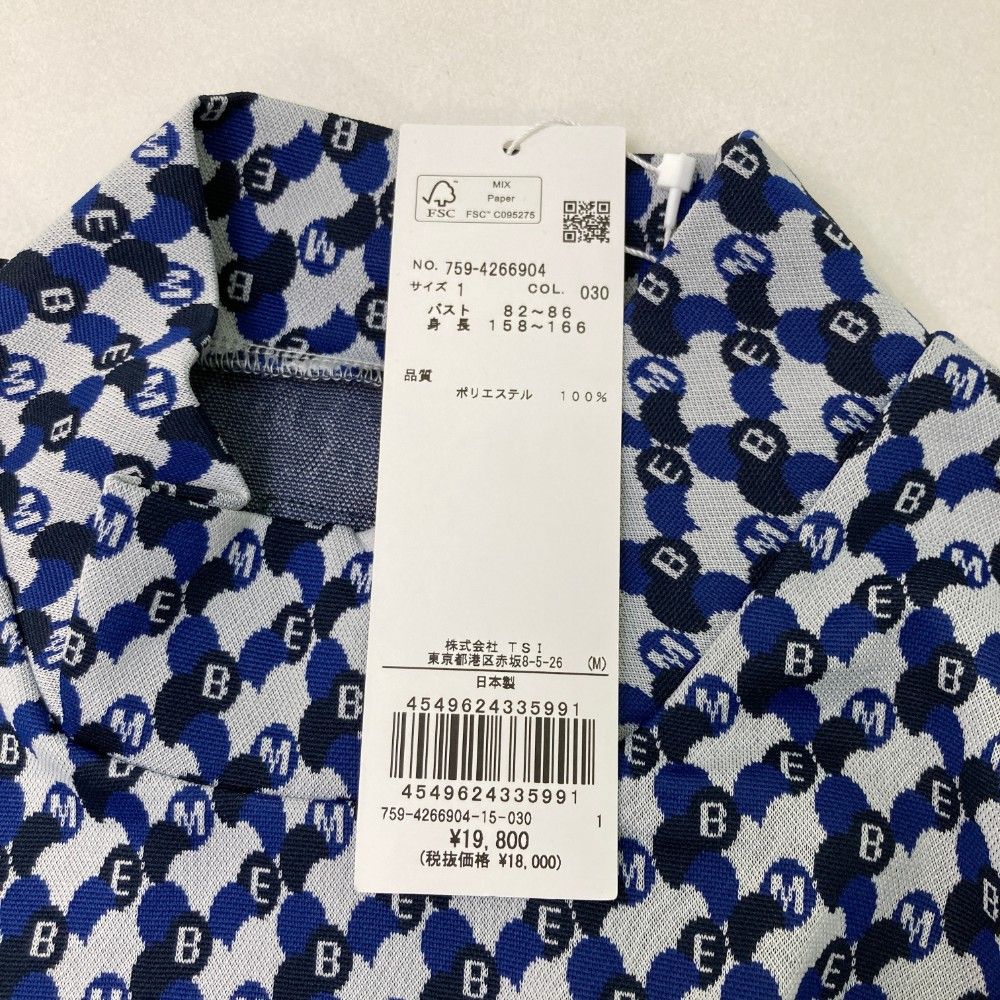 FSC
MIX
Paper
FSC™ C095275
NO. 759-4266904
サイズ 1 COL. 030
バスト 82～86
身長 158～166
品質
ポリエステル 100%
株式会社 TSI
東京都港区赤坂8-5-26 (M)
日本製
4549624335991
4549624335991
759-4266904-15-030 1
¥19,800
(税抜価格 ¥18,000)